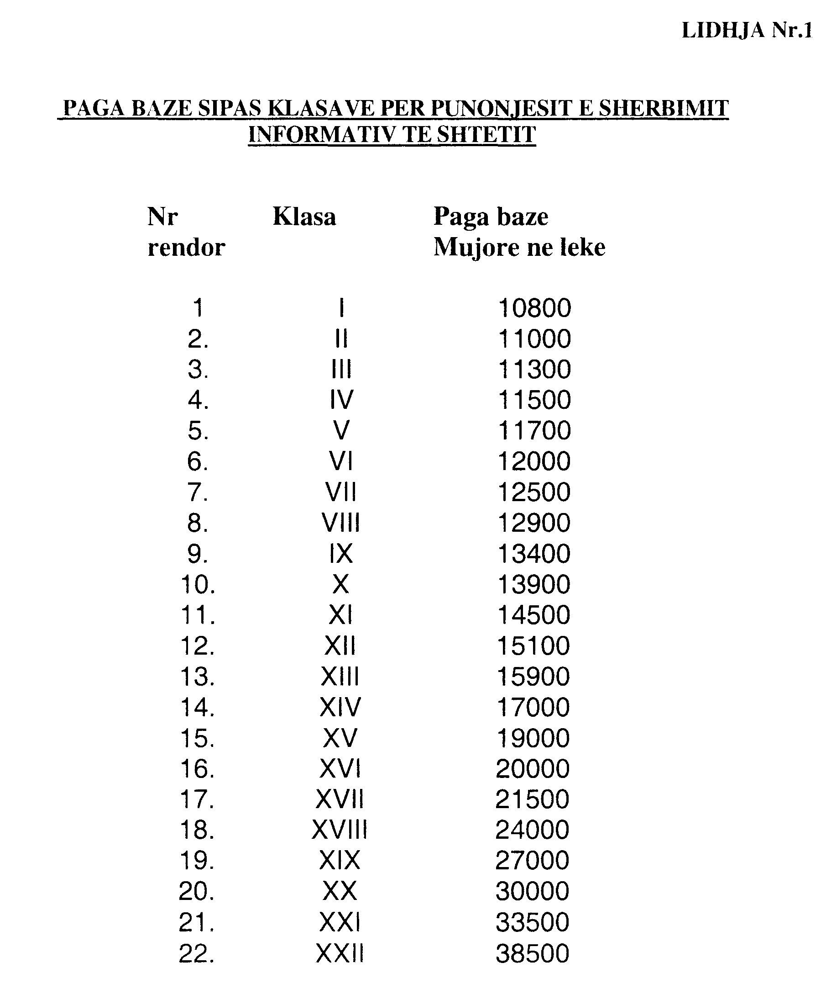 LIDHJA Nr.1
PAGA BAZE SIPAS KLASAVE PER PUNONJESIT E SHERBIMIT
INFORMATIV TE SHTETIT
Nr Klasa Paga baze
rendor Mujore ne leke
1 I 10800
2. II 11000
3. III 11300
4. IV 11500
5. V 11700
6. VI 12000
7. VII 12500
8. VIII 12900
9. IX 13400
10. X 13900
11. XI 14500
12. XII 15100
13. XIII 15900
14. XIV 17000
15. XV 19000
16. XVI 20000
17. XVII 21500
18. XVIII 24000
19. XIX 27000
20. XX 30000
21. XXI 33500
22. XXII 38500